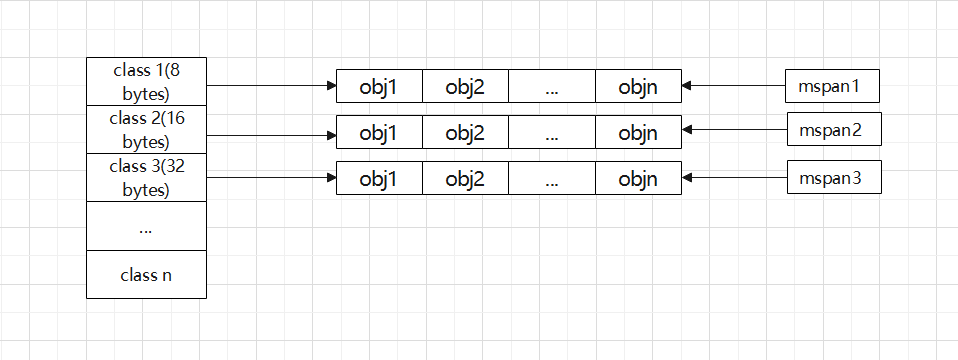 class 1(8
bytes)
obj1 obj2 ... objn
mspan1
class 2(16
bytes)
obj1 obj2 ... objn
mspan2
class 3(32
bytes)
obj1 obj2 ... objn
mspan3
...
class n